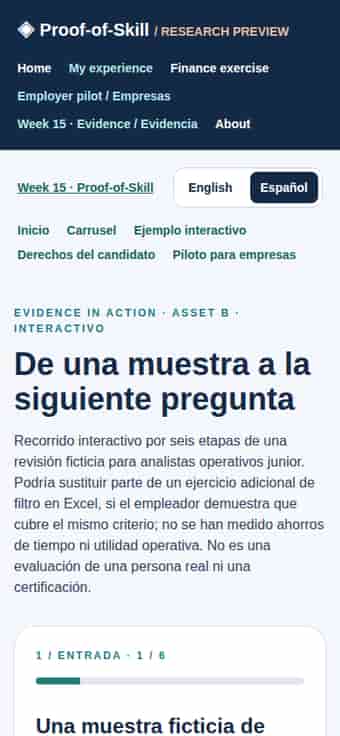 Proof-of-Skill / RESEARCH PREVIEW
Home My experience Finance exercise
Employer pilot / Empresas
Week 15 · Evidence / Evidencia About
Week 15 · Proof-of-Skill English Español
Inicio Carrusel Ejemplo interactivo
Derechos del candidato Piloto para empresas
EVIDENCE IN ACTION · ASSET B ·
INTERACTIVO
De una muestra a la
siguiente pregunta
Recorrido interactivo por seis etapas de una
revisión ficticia para analistas operativos junior.
Podría sustituir parte de un ejercicio adicional de
filtro en Excel, si el empleador demuestra que
cubre el mismo criterio; no se han medido ahorros
de tiempo ni utilidad operativa. No es una
evaluación de una persona real ni una
certificación.
1 / ENTRADA · 1 / 6
Una muestra ficticia de